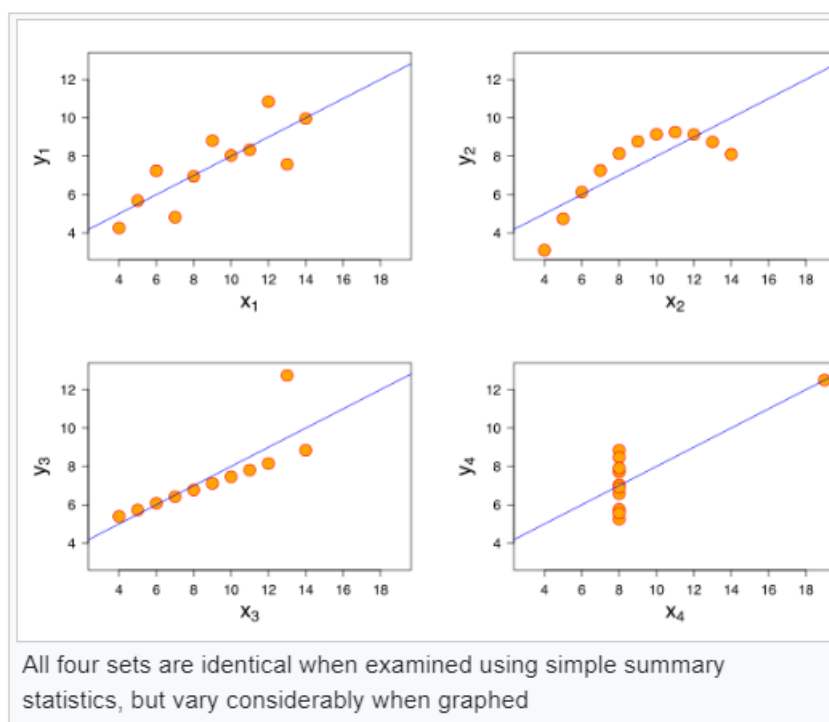 12
10
8
6
4
y1
4 6 8 10 12 14 16 18
x1
12
10
8
6
4
y2
4 6 8 10 12 14 16 18
x2
12
10
8
6
4
y3
4 6 8 10 12 14 16 18
x3
12
10
8
6
4
y4
4 6 8 10 12 14 16 18
x4
All four sets are identical when examined using simple summary
statistics, but vary considerably when graphed